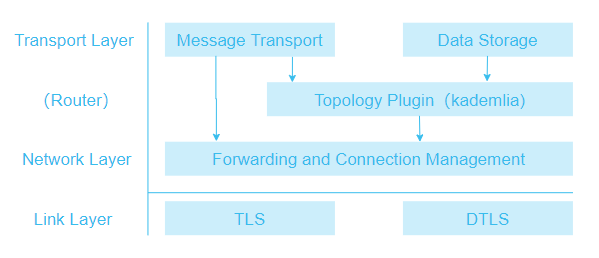 Transport Layer
Message Transport
Data Storage
（Router）
Topology Plugin（kademlia）
Network Layer
Forwarding and Connection Management
Link Layer
TLS
DTLS